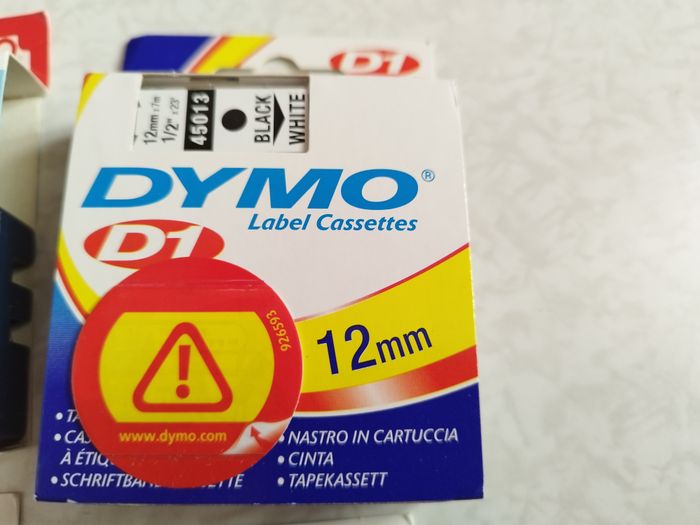 D1
12mm x 7m
1/2" x 23'
45013
BLACK
WHITE
DYMO®
Label Cassettes
D1
926593
12mm
www.dymo.com
• NASTRO IN CARTUCCIA
À
• CINTA
• TAPEKASSETT